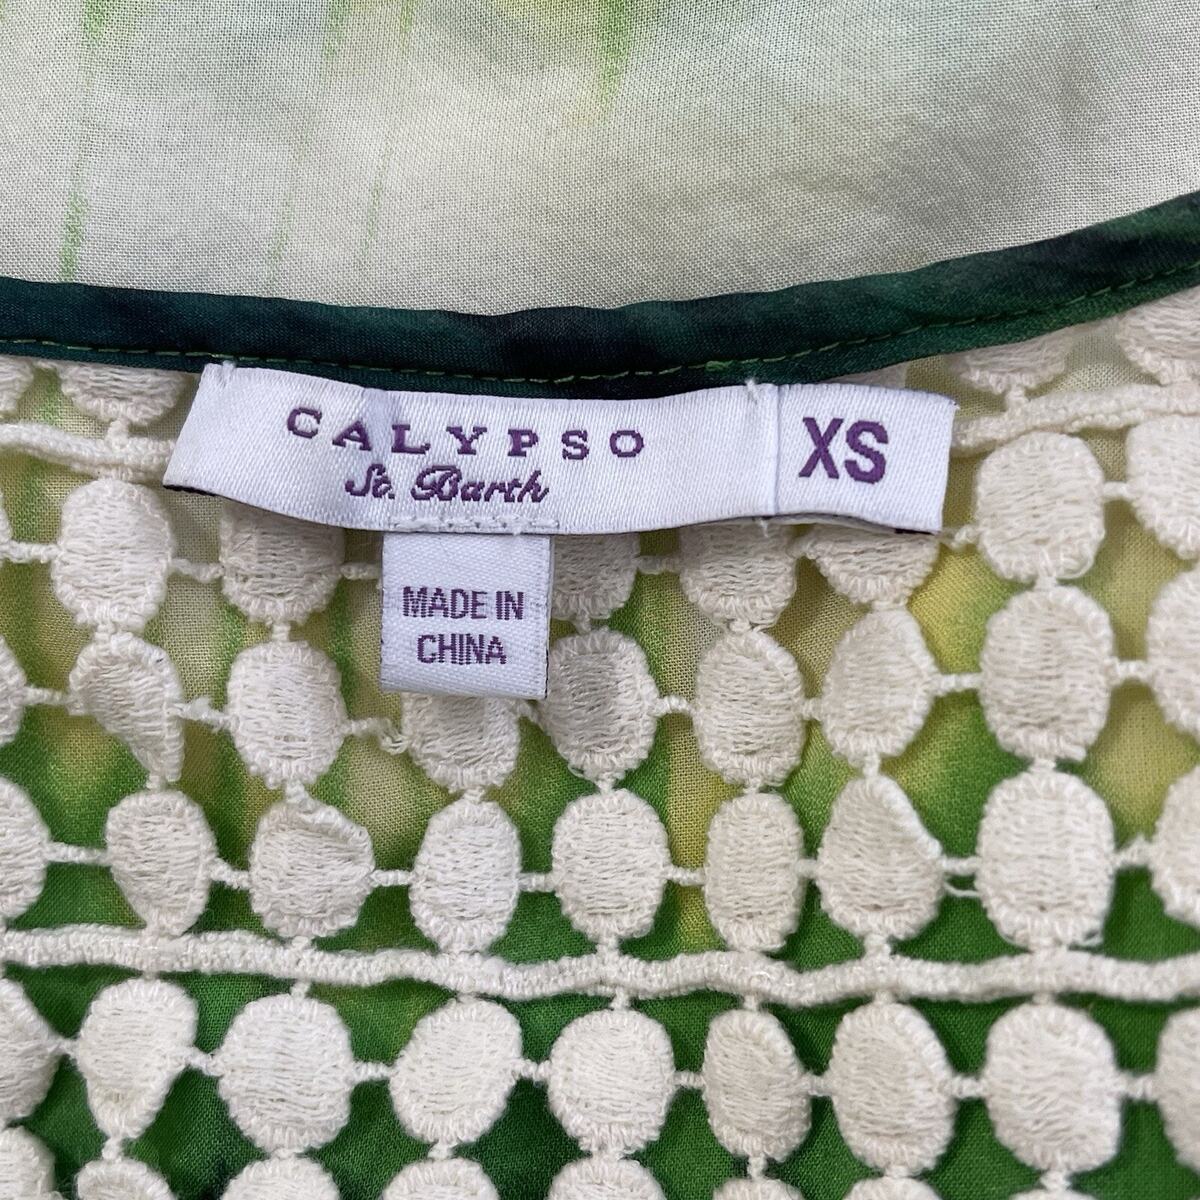 CALYPSO
St. Barth
XS
MADE IN
CHINA